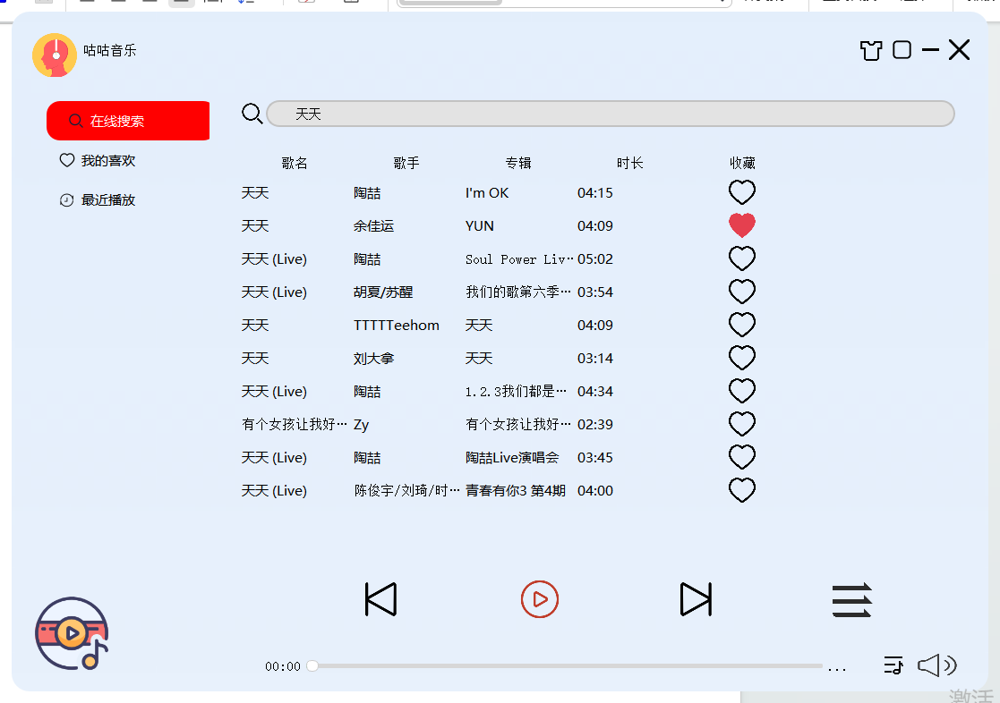 咕咕音乐
在线搜索
我的喜欢
最近播放
天天
歌名 歌手 专辑 时长 收藏
天天 陶喆 I'm OK 04:15
天天 余佳运 YUN 04:09
天天 (Live) 陶喆 Soul Power Liv… 05:02
天天 (Live) 胡夏/苏醒 我们的歌第六季… 03:54
天天 TTTTTeehom 天天 04:09
天天 刘大拿 天天 03:14
天天 (Live) 陶喆 1.2.3我们都是… 04:34
有个女孩让我好… Zy 有个女孩让我好… 02:39
天天 (Live) 陶喆 陶喆Live演唱会 03:45
天天 (Live) 陈俊宇/刘琦/时… 青春有你3 第4期 04:00
00:00 ...
激活